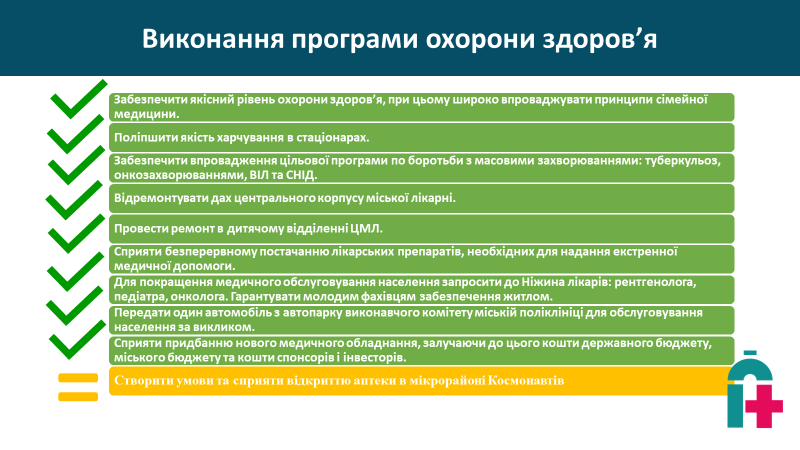 Виконання програми охорони здоров’я
Забезпечити якісний рівень охорони здоров’я, при цьому широко впроваджувати принципи сімейної
медицини.
Поліпшити якість харчування в стаціонарах.
Забезпечити впровадження цільової програми по боротьби з масовими захворюваннями: туберкульоз,
онкозахворюваннями, ВІЛ та СНІД.
Відремонтувати дах центрального корпусу міської лікарні.
Провести ремонт в дитячому відділенні ЦМЛ.
Сприяти безперервному постачанню лікарських препаратів, необхідних для надання екстренної
медичної допомоги.
Для покращення медичного обслуговування населення запросити до Ніжина лікарів: рентгенолога,
педіатра, онколога. Гарантувати молодим фахівцям забезпечення житлом.
Передати один автомобіль з автопарку виконавчого комітету міській поліклініці для обслуговування
населення за викликом.
Сприяти придбанню нового медичного обладнання, залучаючи до цього кошти державного бюджету,
міського бюджету та кошти спонсорів і інвесторів.
Створити умови та сприяти відкриттю аптеки в мікрорайоні Космонавтів